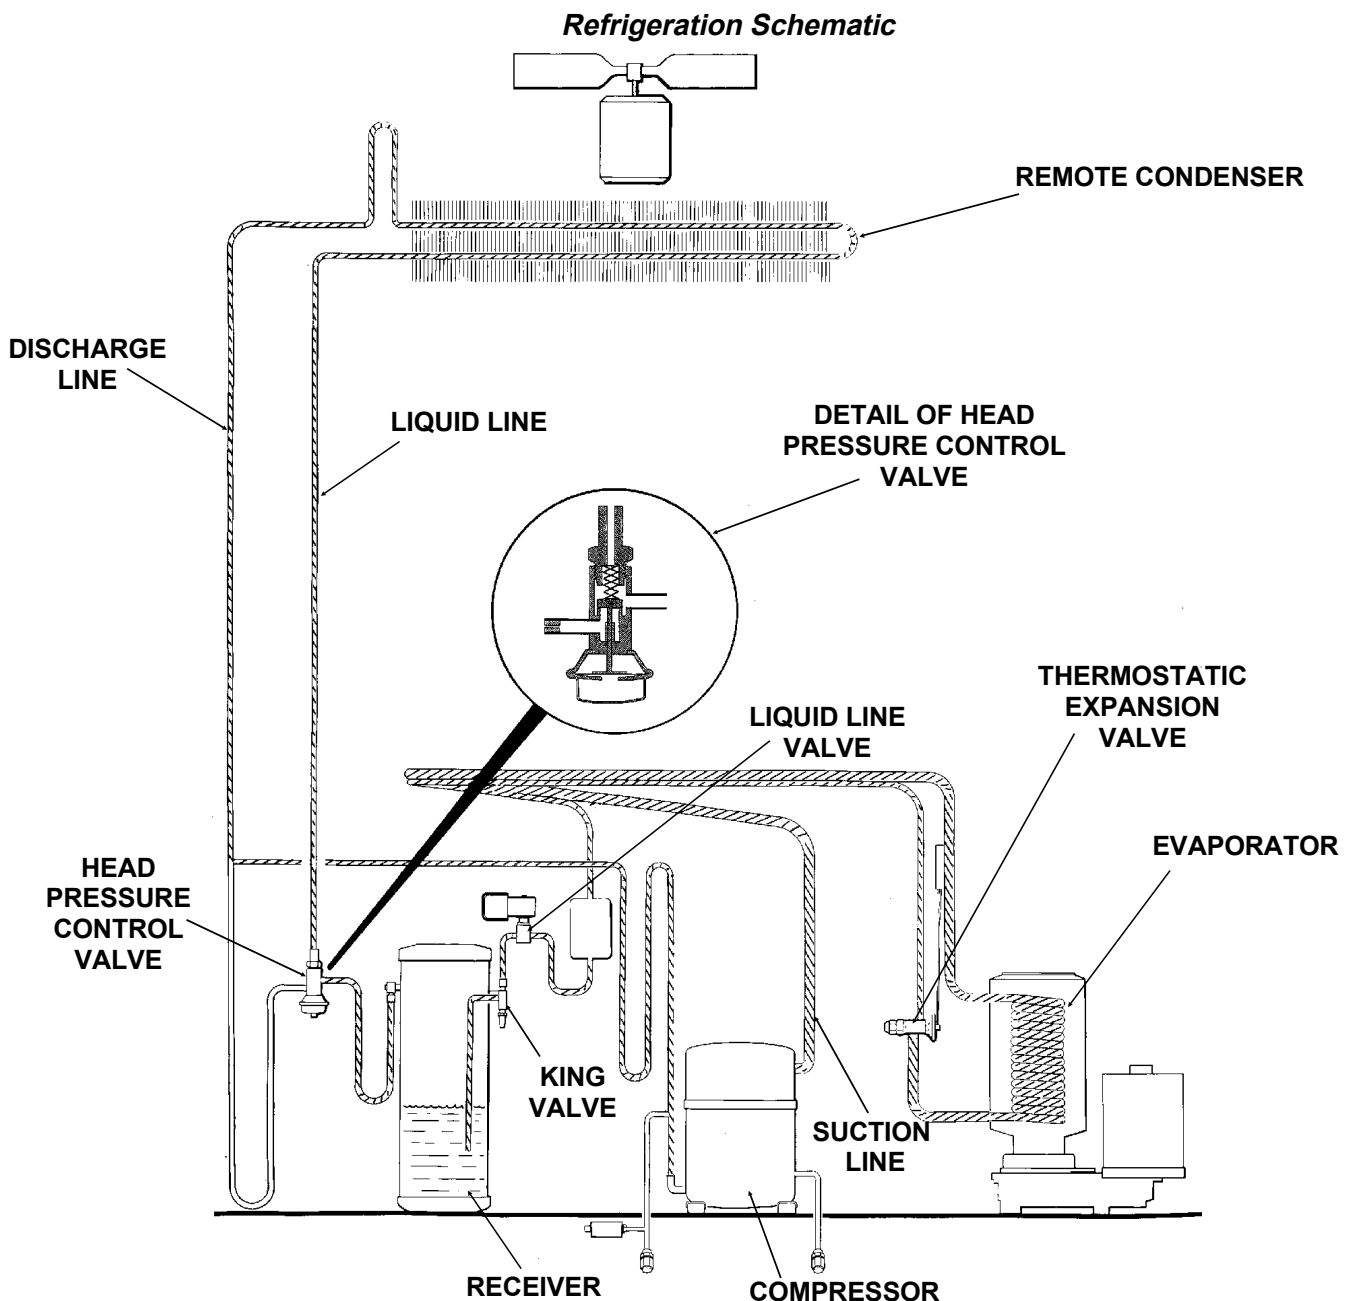 Refrigeration Schematic
REMOTE CONDENSER
DISCHARGE
LINE
LIQUID LINE
DETAIL OF HEAD
PRESSURE CONTROL
VALVE
THERMOSTATIC
EXPANSION
VALVE
LIQUID LINE
VALVE
EVAPORATOR
HEAD
PRESSURE
CONTROL
VALVE
KING
VALVE
SUCTION
LINE
RECEIVER
COMPRESSOR